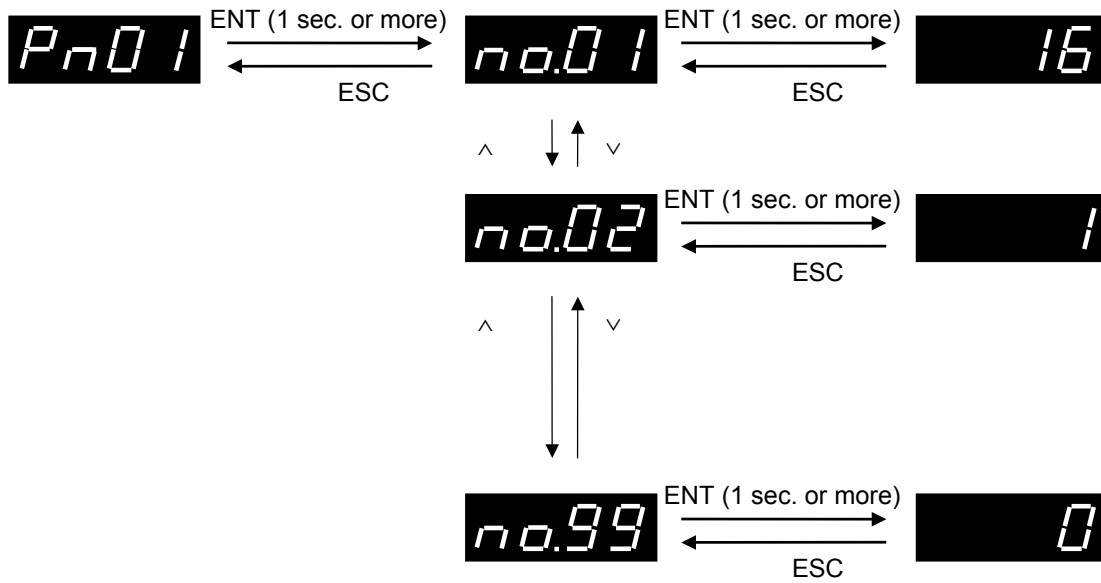 Pn01 ENT (1 sec. or more) no.01 ENT (1 sec. or more) 16
ESC ESC
∧ ∨
no.02 ENT (1 sec. or more) 1
ESC
∧ ∨
no.99 ENT (1 sec. or more) 0
ESC